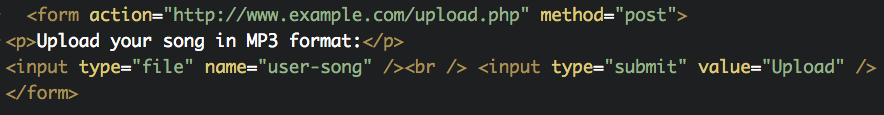 <form action="http://www.example.com/upload.php" method="post">
<p>Upload your song in MP3 format:</p>
<input type="file" name="user-song" /><br /> <input type="submit" value="Upload" />
</form>